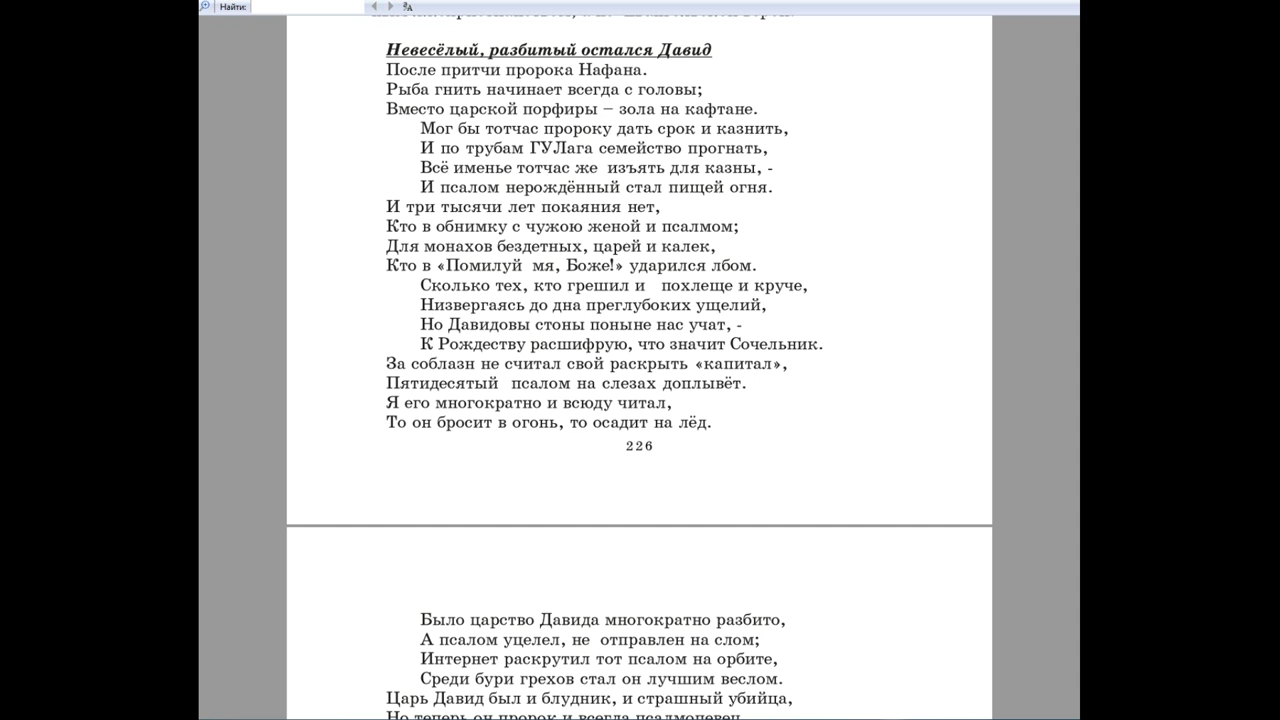 Найти:
Невесёлый, разбитый остался Давид
После притчи пророка Нафана.
Рыба гнить начинает всегда с головы;
Вместо царской порфиры – зола на кафтане.
Мог бы тотчас пророку дать срок и казнить,
И по трубам ГУЛага семейство прогнать,
Всё именье тотчас же изъять для казны, -
И псалом нерождённый стал пищей огня.
И три тысячи лет покаяния нет,
Кто в обнимку с чужою женой и псалмом;
Для монахов бездетных, царей и калек,
Кто в «Помилуй мя, Боже!» ударился лбом.
Сколько тех, кто грешил и похлеще и круче,
Низвергаясь до дна преглубоких ущелий,
Но Давидовы стоны поныне нас учат, -
К Рождеству расшифрую, что значит Сочельник.
За соблазн не считал свой раскрыть «капитал»,
Пятидесятый псалом на слезах доплывёт.
Я его многократно и всюду читал,
То он бросит в огонь, то осадит на лёд.
226
Было царство Давида многократно разбито,
А псалом уцелел, не отправлен на слом;
Интернет раскрутил тот псалом на орбите,
Среди бури грехов стал он лучшим веслом.
Царь Давид был и блудник, и страшный убийца,
Но теперь он пророк и всегда псалмопевец